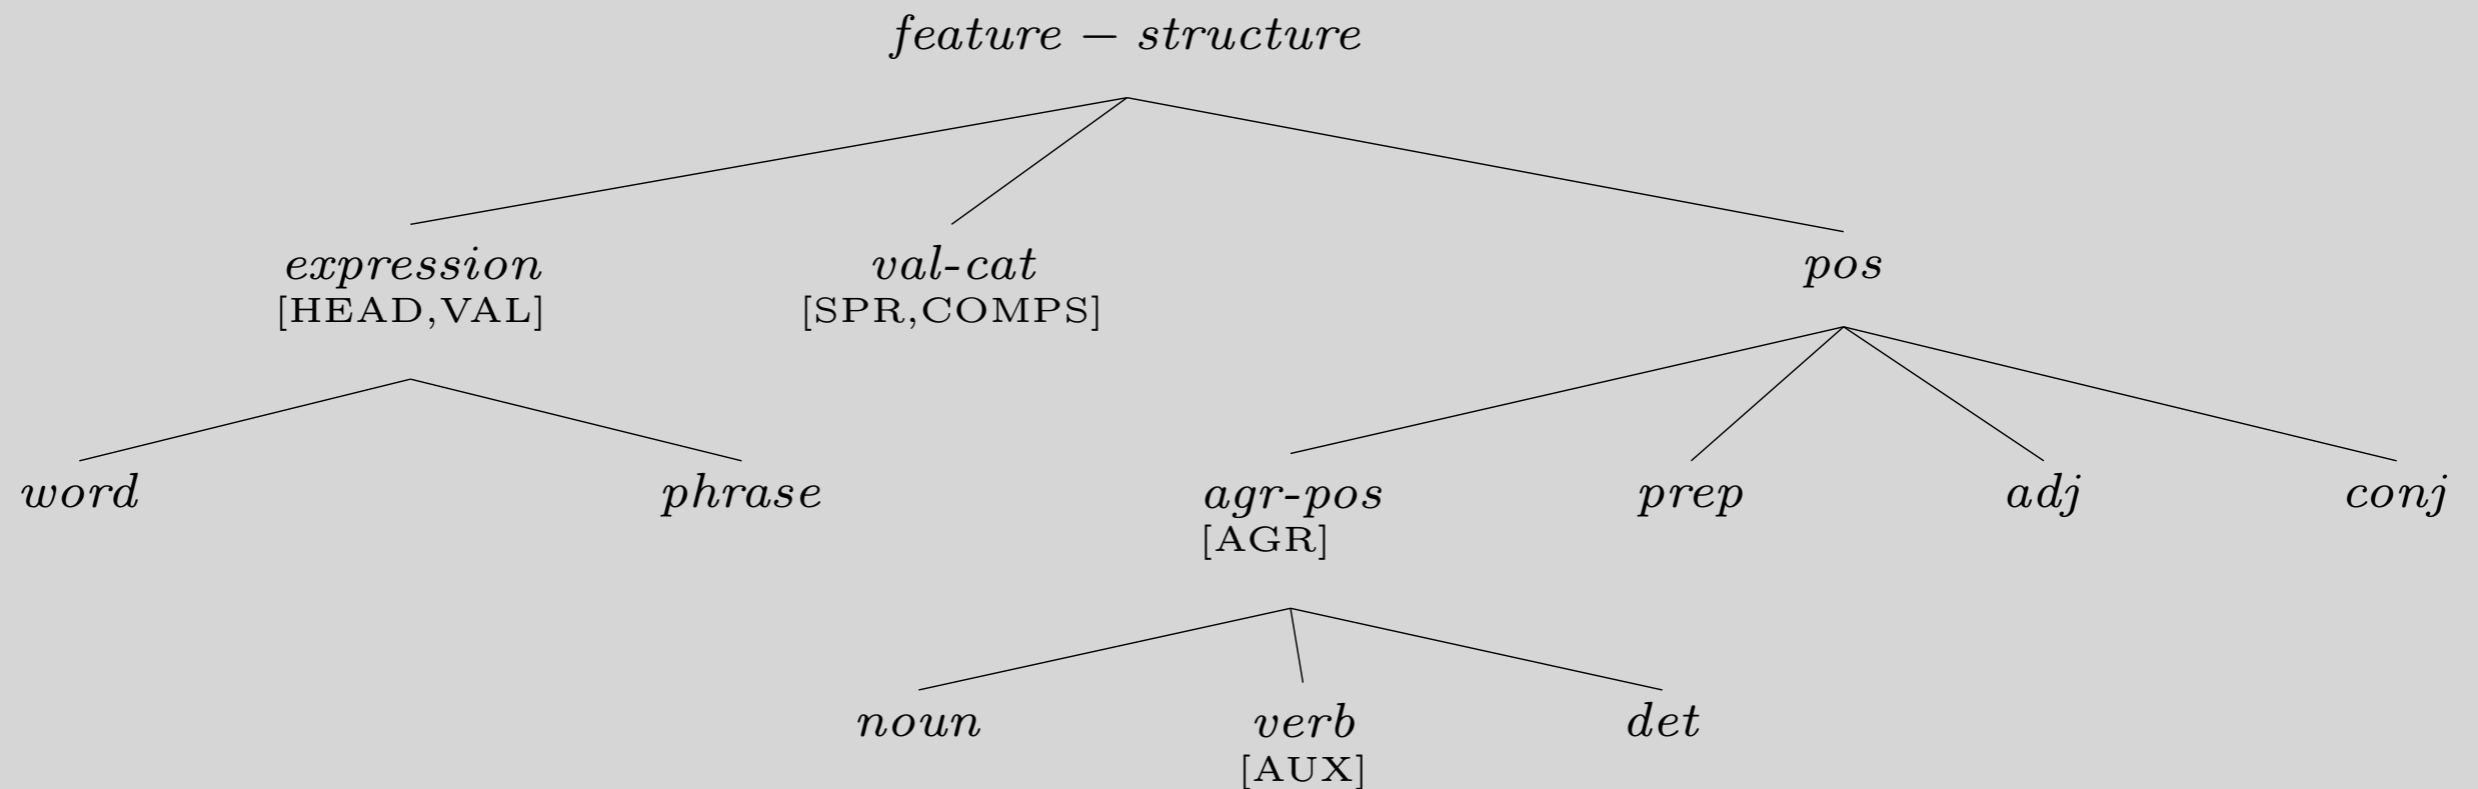 feature – structure
expression val-cat pos
[HEAD,VAL] [SPR,COMPS]
word phrase agr-pos prep adj conj
[AGR]
noun verb det
[AUX]